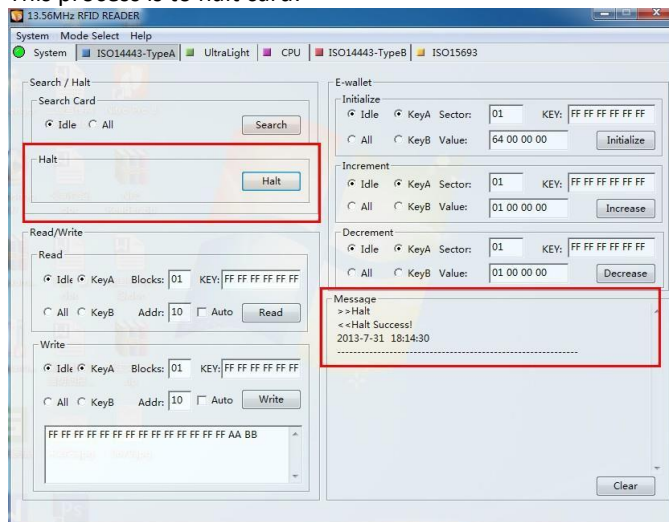 This process is to halt card.
13.56MHz RFID READER
System Mode Select Help
System ISO14443-TypeA UltraLight CPU ISO14443-TypeB ISO15693
Search / Halt
Search Card
Idle All Search
Halt
Halt
Read/Write
Read
Idle KeyA Blocks: 01 KEY: FF FF FF FF FF FF
All KeyB Addr: 10 Auto Read
Write
Idle KeyA Blocks: 01 KEY: FF FF FF FF FF FF
All KeyB Addr: 10 Auto Write
FF FF FF FF FF FF FF FF FF FF FF FF FF FF AA BB
E-wallet
Initialize
Idle KeyA Sector: 01 KEY: FF FF FF FF FF FF
All KeyB Value: 64 00 00 00 Initialize
Increment
Idle KeyA Sector: 01 KEY: FF FF FF FF FF FF
All KeyB Value: 01 00 00 00 Increase
Decrement
Idle KeyA Sector: 01 KEY: FF FF FF FF FF FF
All KeyB Value: 01 00 00 00 Decrease
Message
>>Halt
<<Halt Success!
2013-7-31 18:14:30
------------------------------------------------------------
Clear